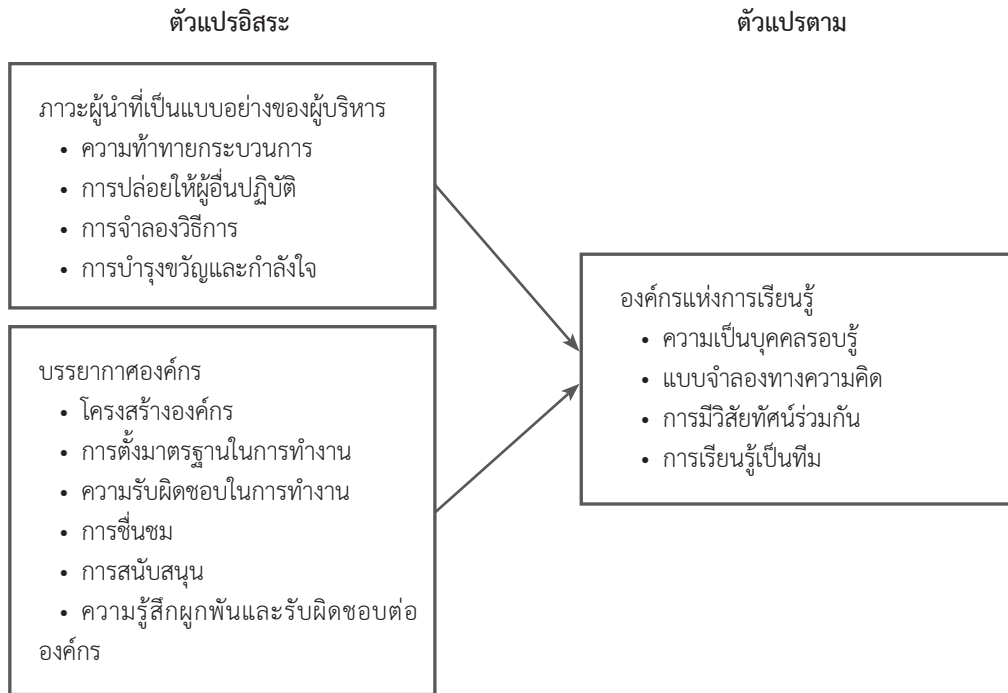 ตัวแปรอิสระ
ตัวแปรตาม
ภาวะผู้นำที่เป็นแบบอย่างของผู้บริหาร
• ความท้าทายกระบวนการ
• การปล่อยให้ผู้อื่นปฏิบัติ
• การจำลองวิธีการ
• การบำรุงขวัญและกำลังใจ
บรรยากาศองค์กร
• โครงสร้างองค์กร
• การตั้งมาตรฐานในการทำงาน
• ความรับผิดชอบในการทำงาน
• การชื่นชม
• การสนับสนุน
• ความรู้สึกผูกพันและรับผิดชอบต่อ
องค์กร
องค์กรแห่งการเรียนรู้
• ความเป็นบุคคลรอบรู้
• แบบจำลองทางความคิด
• การมีวิสัยทัศน์ร่วมกัน
• การเรียนรู้เป็นทีม